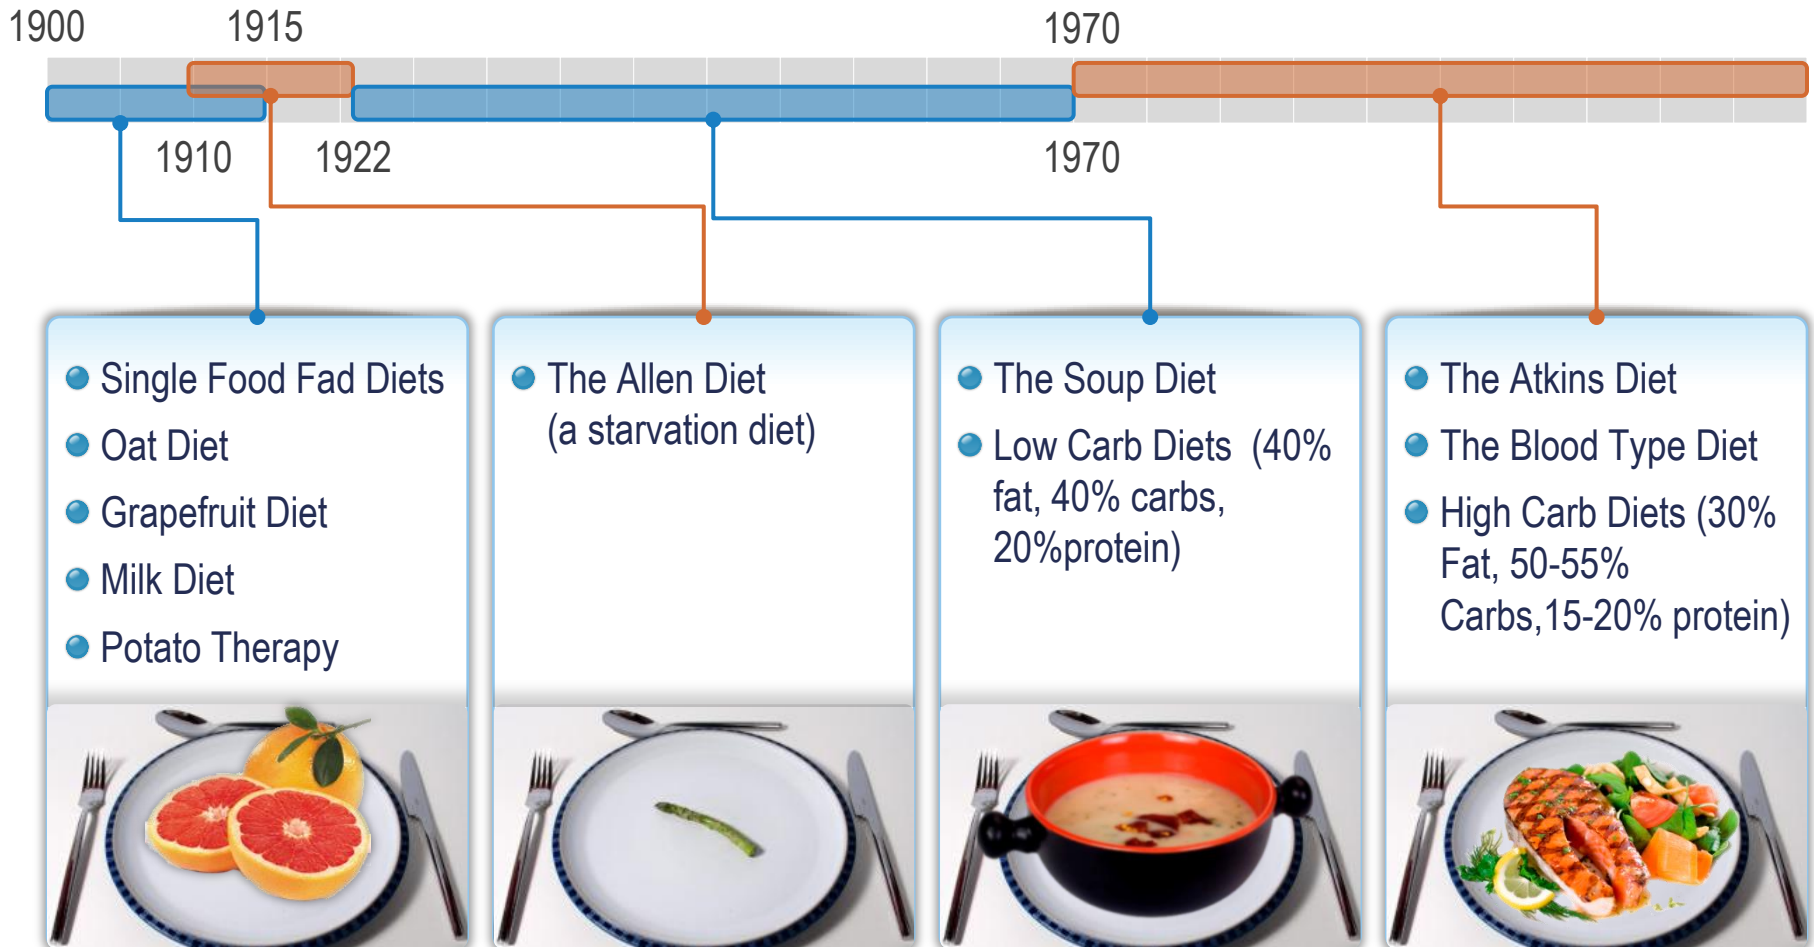 1900
1915
1970
1910
1922
1970
Single Food Fad Diets
Oat Diet
Grapefruit Diet
Milk Diet
Potato Therapy
The Allen Diet
(a starvation diet)
The Soup Diet
Low Carb Diets  (40%
fat, 40% carbs,
20%protein)
The Atkins Diet
The Blood Type Diet
High Carb Diets (30%
Fat, 50-55%
Carbs,15-20% protein)